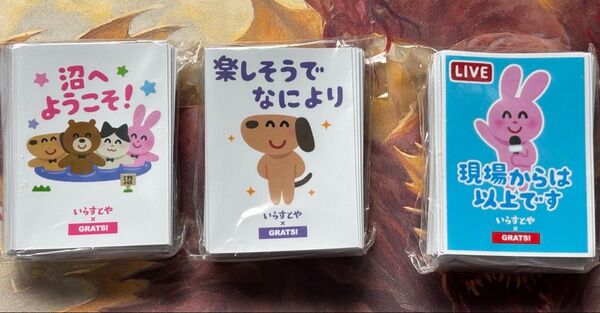 沼へ
ようこそ!
沼
いらすとや
×
GRATS!
楽しそうで
なにより
いらすとや
×
GRATS!
LIVE
現場からは
以上です
いらすとや
×
GRATS!